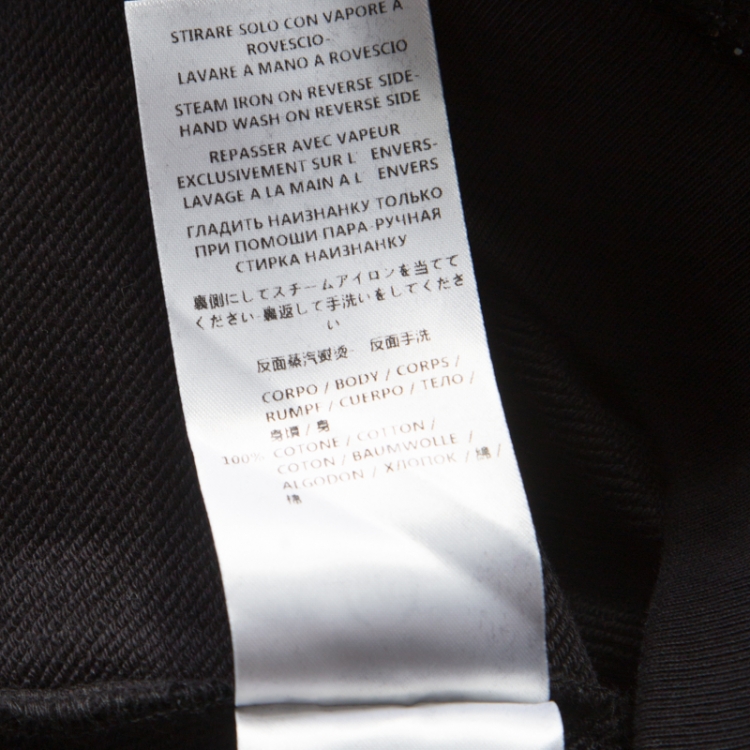 STIRARE SOLO CON VAPORE A
ROVESCIO-
LAVARE A MANO A ROVESCIO
STEAM IRON ON REVERSE SIDE-
HAND WASH ON REVERSE SIDE
REPASSER AVEC VAPEUR
EXCLUSIVEMENT SUR L' ENVERS-
LAVAGE A LA MAIN A L' ENVERS
ГЛАДИТЬ НАИЗНАНКУ ТОЛЬКО
ПРИ ПОМОШИ ПАРА-РУЧНАЯ
СТИРКА НАИЗНАНКУ
裏側にしてスチームアイロンを当てて
ください-裏返して手洗いをしてくださ
い
反面蒸汽熨烫- 反面手洗
CORPO / BODY / CORPS /
RUMPF / CUERPO / ТЕЛО /
身頃 / 身
100% COTONE / COTTON /
COTON / BAUMWOLLE /
ALGODON / ХЛОПОК / 綿 /
棉